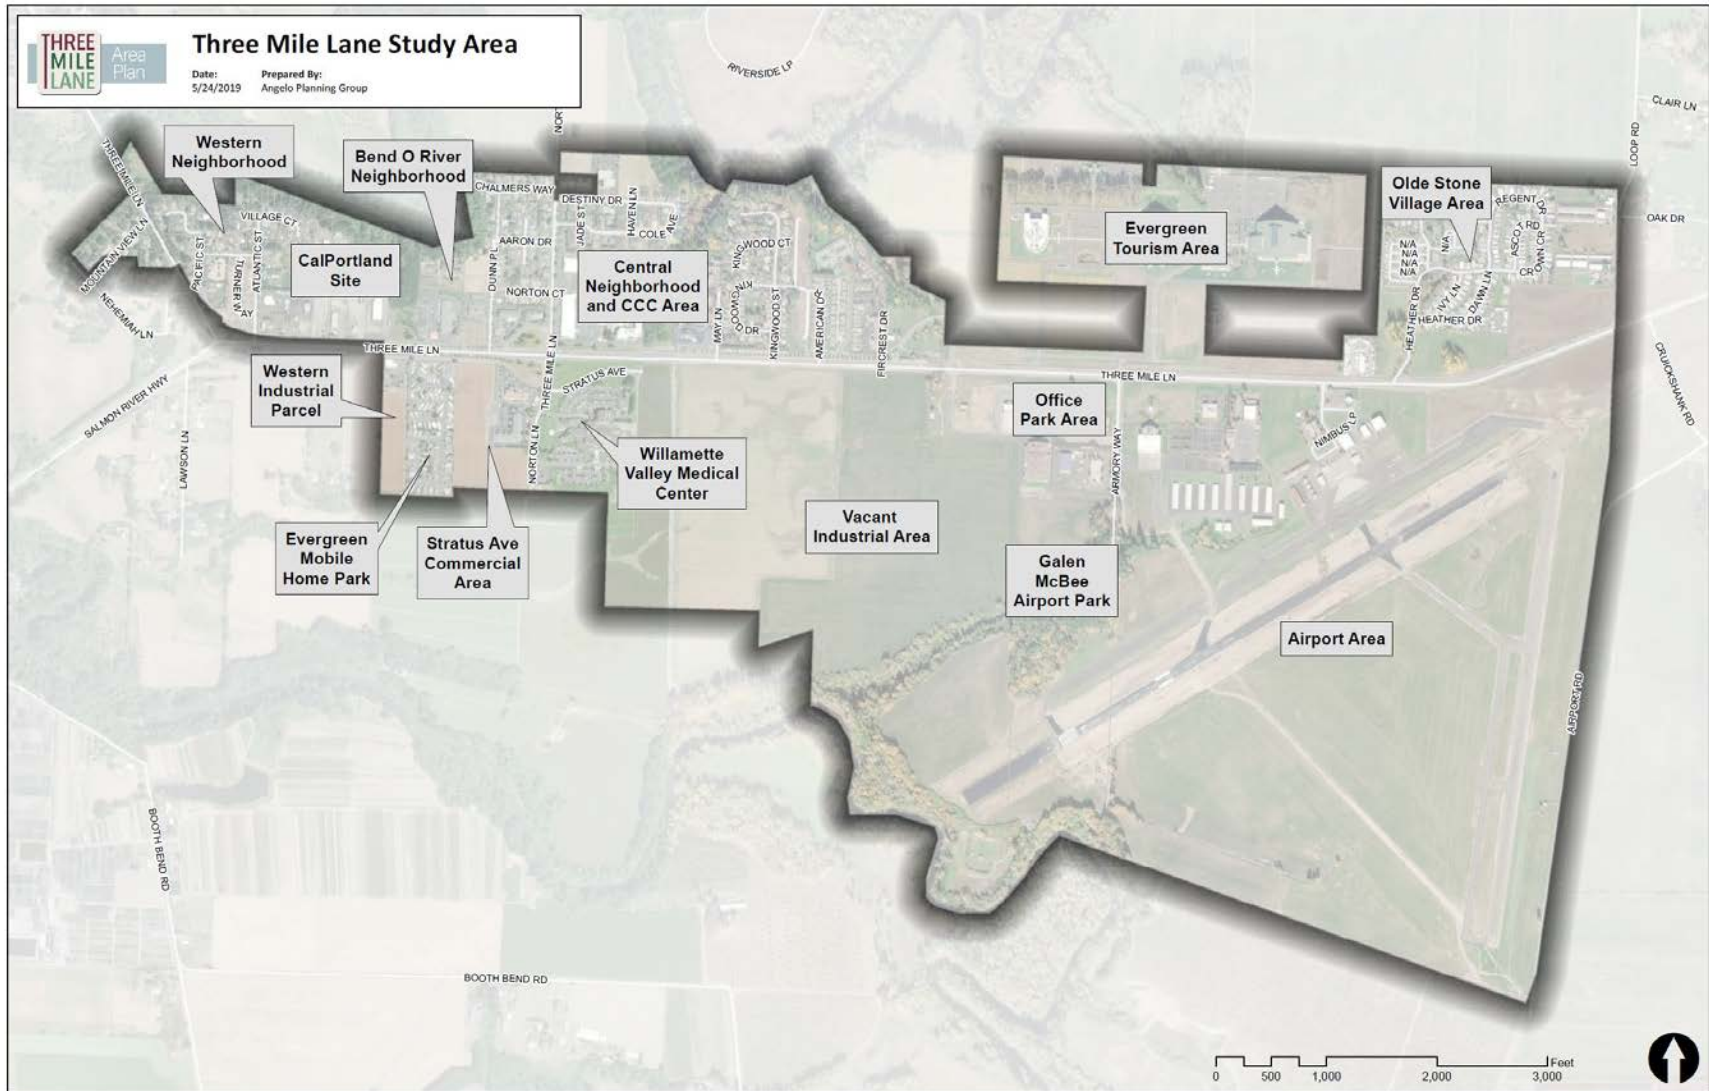 THREE
MILE
LANE
Area
Plan
Three Mile Lane Study Area
Date:
5/24/2019
Prepared By:
Angelo Planning Group
RIVERSIDE LP
CLAIR LN
LOOP RD
OAK DR
CRUICKSHANK RD
THREE MILE LN
MOUNTAIN VIEW LN
NEHEMIAH LN
SALMON RIVER HWY
LAWSON LN
Western
Neighborhood
PACIFIC ST
VILLAGE CT
TURNER WAY
ATLANTIC ST
CalPortland
Site
Bend O River
Neighborhood
CHALMERS WAY
AARON DR
DUNN PL
NORTON CT
NORT
DESTINY DR
JADE ST
HAVEN LN
COLE AVE
Central
Neighborhood
and CCC Area
KINGWOOD CT
KINGWOOD DR
MAY LN
KINGWOOD ST
AMERICAN DR
FIRCREST DR
Evergreen
Tourism Area
Olde Stone
Village Area
REGENT DR
ASCOT RD
CROWN CR
N/A
N/A
N/A
N/A
N/A
IVY LN
DAWN LN
HEATHER DR
HEATHER DR
THREE MILE LN
THREE MILE LN
THREE MILE LN
STRATUS AVE
NORTON LN
Western
Industrial
Parcel
Willamette
Valley Medical
Center
Evergreen
Mobile
Home Park
Stratus Ave
Commercial
Area
Office
Park Area
ARMORY WAY
NIMBUS LP
Vacant
Industrial Area
Galen
McBee
Airport Park
Airport Area
AIRPORT RD
BOOTH BEND RD
BOOTH BEND RD
Feet
0 500 1,000 2,000 3,000